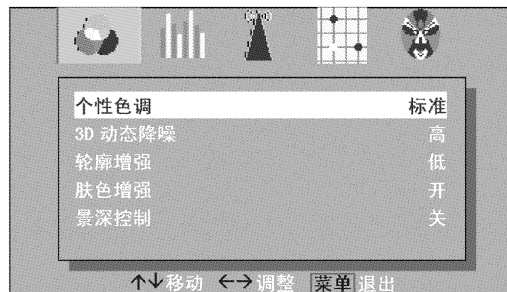 个性色调 标准
3D 动态降噪 高
轮廓增强 低
肤色增强 开
景深控制 关
↑↓移动 ←→调整 菜单 退出